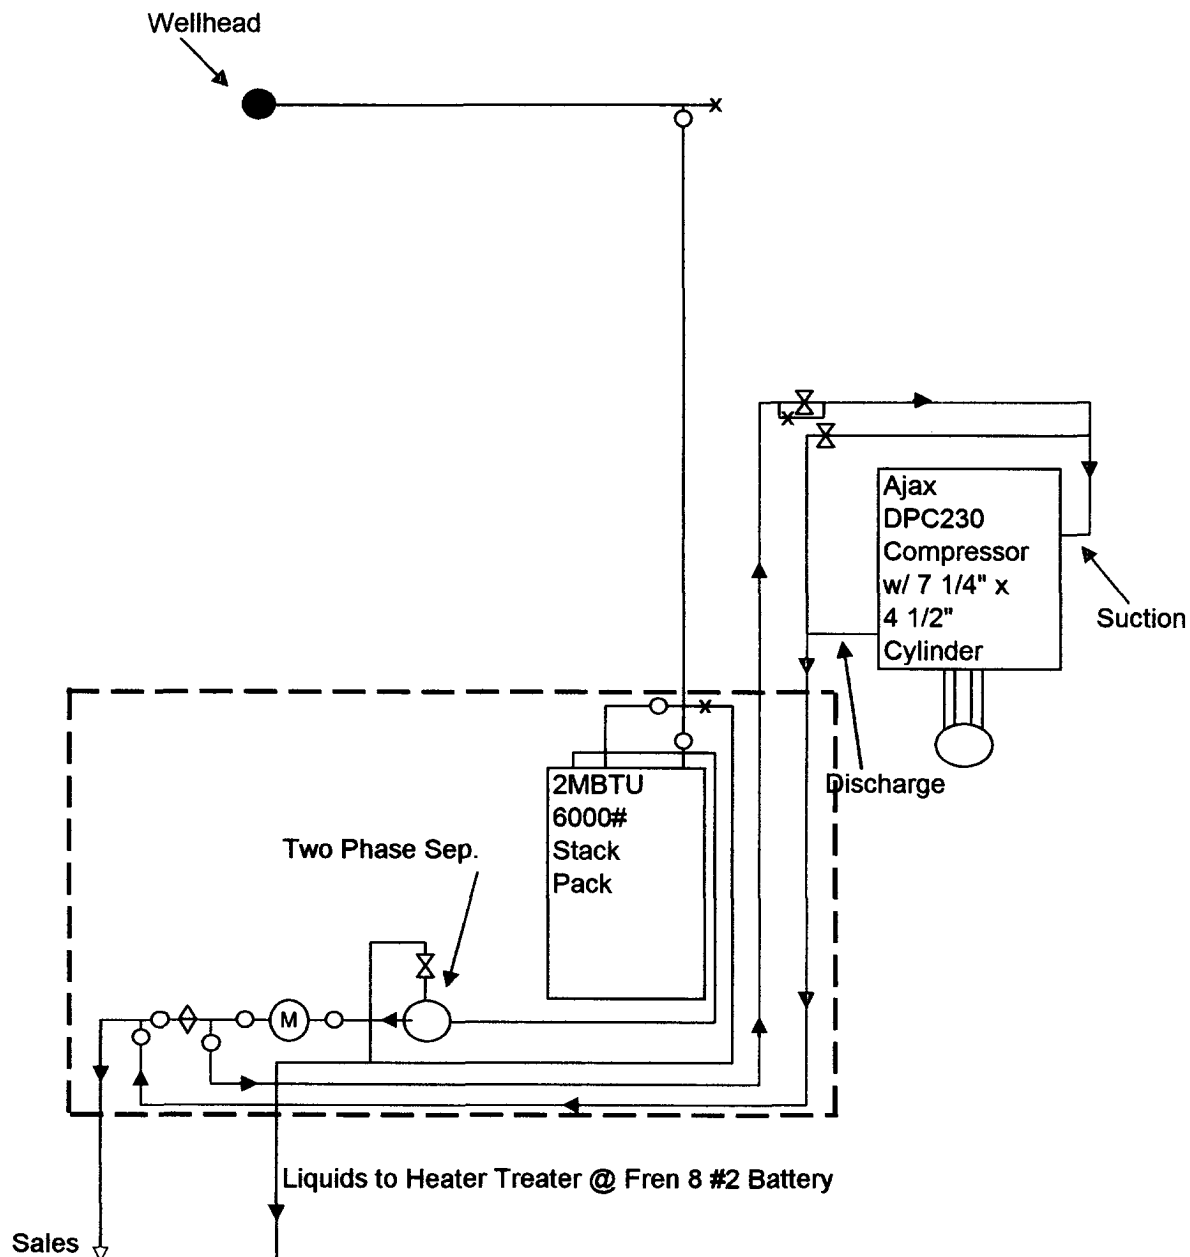 Wellhead
Ajax
DPC230
Compressor
w/ 7 1/4" x
4 1/2"
Cylinder
Suction
Discharge
2MBTU
6000#
Stack
Pack
Two Phase Sep.
M
Liquids to Heater Treater @ Fren 8 #2 Battery
Sales